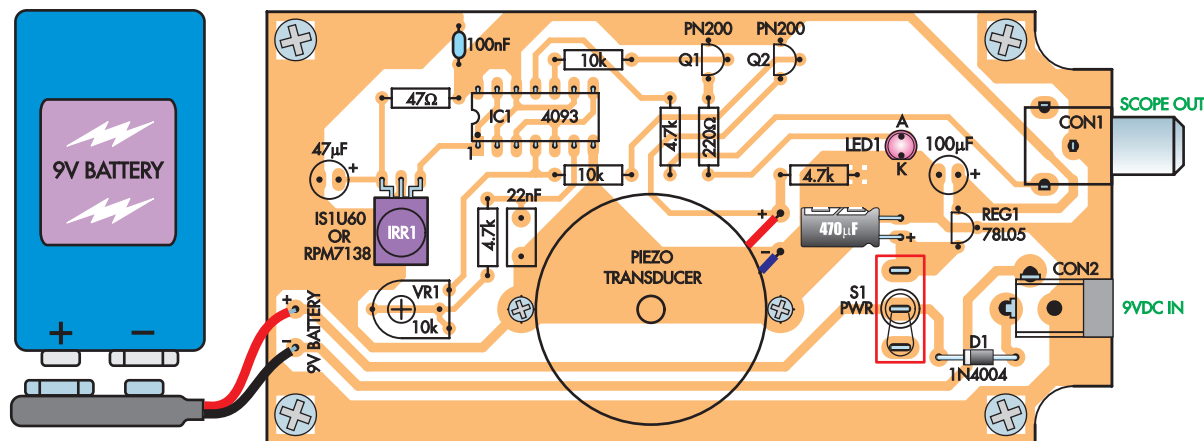 9V BATTERY
+
–
100nF
47Ω
47µF
+
IC1
4093
1
IS1U60
OR
RPM7138
IRR1
10k
10k
4.7k
22nF
VR1
10k
+
–
9V BATTERY
PN200
Q1
PN200
Q2
4.7k
220Ω
PIEZO
TRANSDUCER
+
–
A
LED1
K
4.7k
100µF
+
470µF
+
REG1
78L05
S1
PWR
D1
1N4004
CON1
SCOPE OUT
CON2
9VDC IN